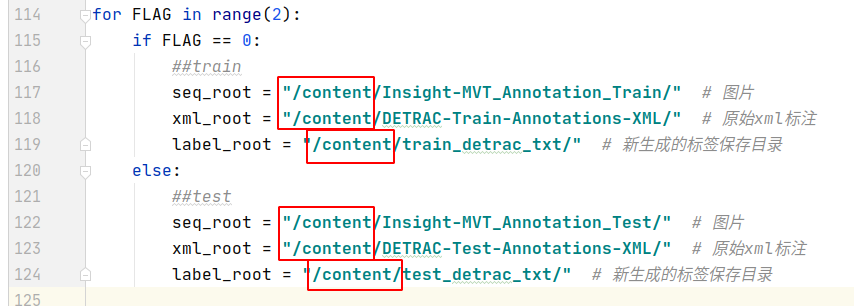 114 for FLAG in range(2):
115 if FLAG == 0:
116 ##train
117 seq_root = "/content/Insight-MVT_Annotation_Train/" # 图片
118 xml_root = "/content/DETRAC-Train-Annotations-XML/" # 原始xml标注
119 label_root = "/content/train_detrac_txt/" # 新生成的标签保存目录
120 else:
121 ##test
122 seq_root = "/content/Insight-MVT_Annotation_Test/" # 图片
123 xml_root = "/content/DETRAC-Test-Annotations-XML/" # 原始xml标注
124 label_root = "/content/test_detrac_txt/" # 新生成的标签保存目录
125